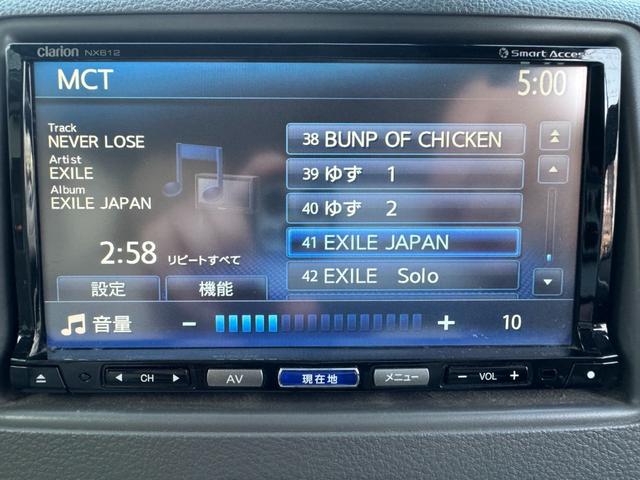 Clarion NX612
Smart Access
MCT
5:00
Track
NEVER LOSE
Artist
EXILE
Album
EXILE JAPAN
2:58 リピートすべて
設定 機能
38 BUNP OF CHICKEN
39 ゆず 1
40 ゆず 2
41 EXILE JAPAN
42 EXILE Solo
音量 − + 10
CH
AV
現在地
メニュー
− VOL +